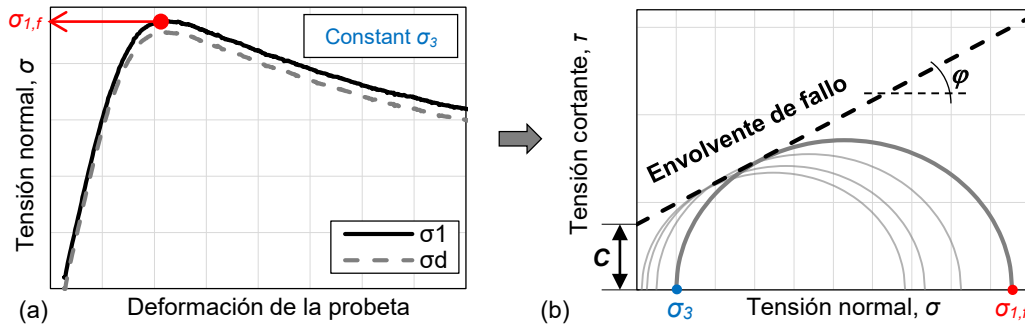 σ1,f
Constant σ3
Tensión normal, σ
σ1
σd
(a)
Deformación de la probeta
Tensión cortante, τ
Envolvente de fallo
φ
C
(b)
σ3
Tensión normal, σ
σ1,f